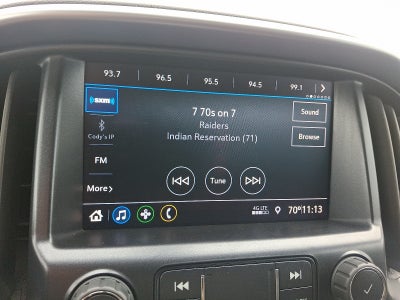 93.7 96.5 95.5 94.5 99.1
sxm
7 70s on 7
Sound
Raiders
Cody's iP
Indian Reservation (71)
Browse
FM
Tune
More
4G LTE 70° 11:13